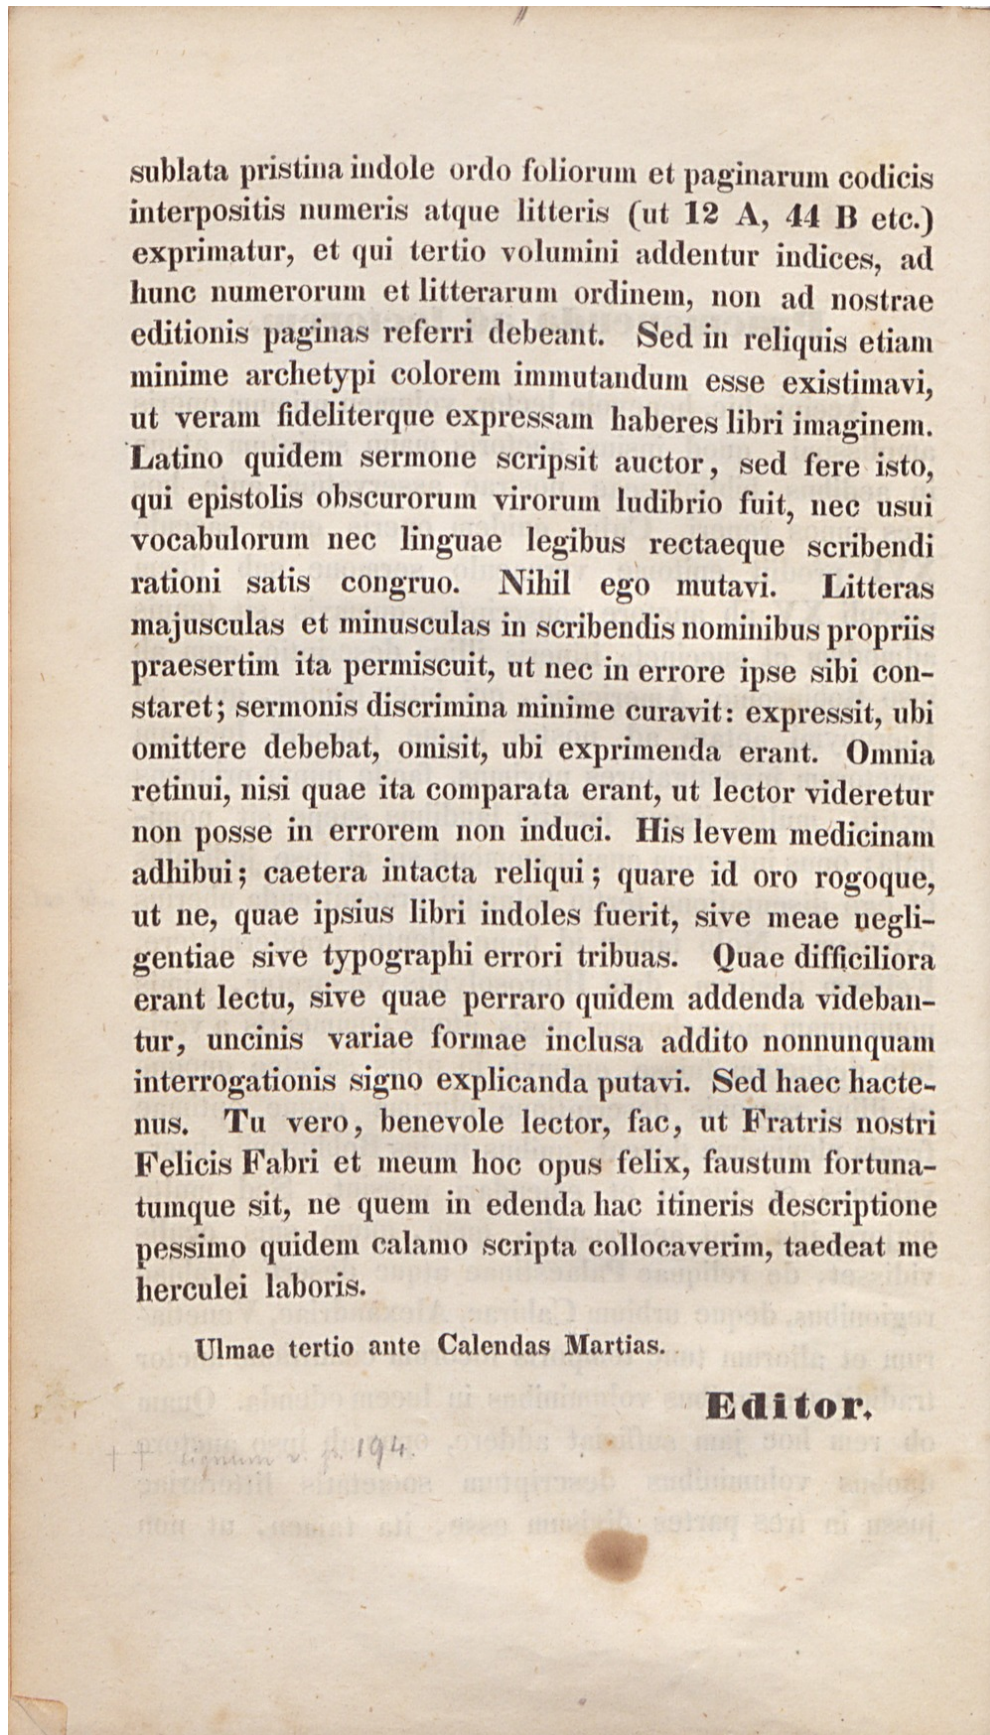 sublata pristina indole ordo foliorum et paginarum codicis
interpositis numeris atque litteris (ut 12 A, 44 B etc.)
exprimatur, et qui tertio volumini addentur indices, ad
hunc numerorum et litterarum ordinem, non ad nostrae
editionis paginas referri debeant. Sed in reliquis etiam
minime archetypi colorem immutandum esse existimavi,
ut veram fideliterque expressam haberes libri imaginem.
Latino quidem sermone scripsit auctor, sed fere isto,
qui epistolis obscurorum virorum ludibrio fuit, nec usui
vocabulorum nec linguae legibus rectaeque scribendi
rationi satis congruo. Nihil ego mutavi. Litteras
majusculas et minusculas in scribendis nominibus propriis
praesertim ita permiscuit, ut nec in errore ipse sibi con-
staret; sermonis discrimina minime curavit: expressit, ubi
omittere debebat, omisit, ubi exprimenda erant. Omnia
retinui, nisi quae ita comparata erant, ut lector videretur
non posse in errorem non induci. His levem medicinam
adhibui; caetera intacta reliqui; quare id oro rogoque,
ut ne, quae ipsius libri indoles fuerit, sive meae negli-
gentiae sive typographi errori tribuas. Quae difficiliora
erant lectu, sive quae perraro quidem addenda videban-
tur, uncinis variae formae inclusa addito nonnunquam
interrogationis signo explicanda putavi. Sed haec hacte-
nus. Tu vero, benevole lector, fac, ut Fratris nostri
Felicis Fabri et meum hoc opus felix, faustum fortuna-
tumque sit, ne quem in edenda hac itineris descriptione
pessimo quidem calamo scripta collocaverim, taedeat me
herculei laboris.
Ulmae tertio ante Calendas Martias.
Editor.
† † signum v. p. 194.